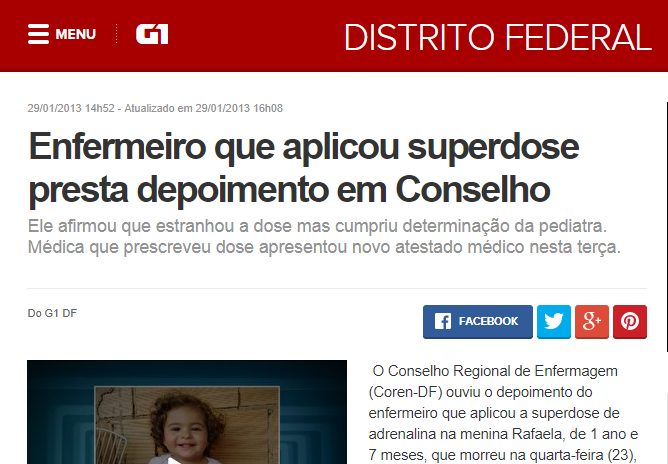 MENU
G1
DISTRITO FEDERAL
29/01/2013 14h52 - Atualizado em 29/01/2013 16h08
Enfermeiro que aplicou superdose
presta depoimento em Conselho
Ele afirmou que estranhou a dose mas cumpriu determinação da pediatra.
Médica que prescreveu dose apresentou novo atestado médico nesta terça.
Do G1 DF
FACEBOOK
g+
O Conselho Regional de Enfermagem
(Coren-DF) ouviu o depoimento do
enfermeiro que aplicou a superdose de
adrenalina na menina Rafaela, de 1 ano e
7 meses, que morreu na quarta-feira (23),